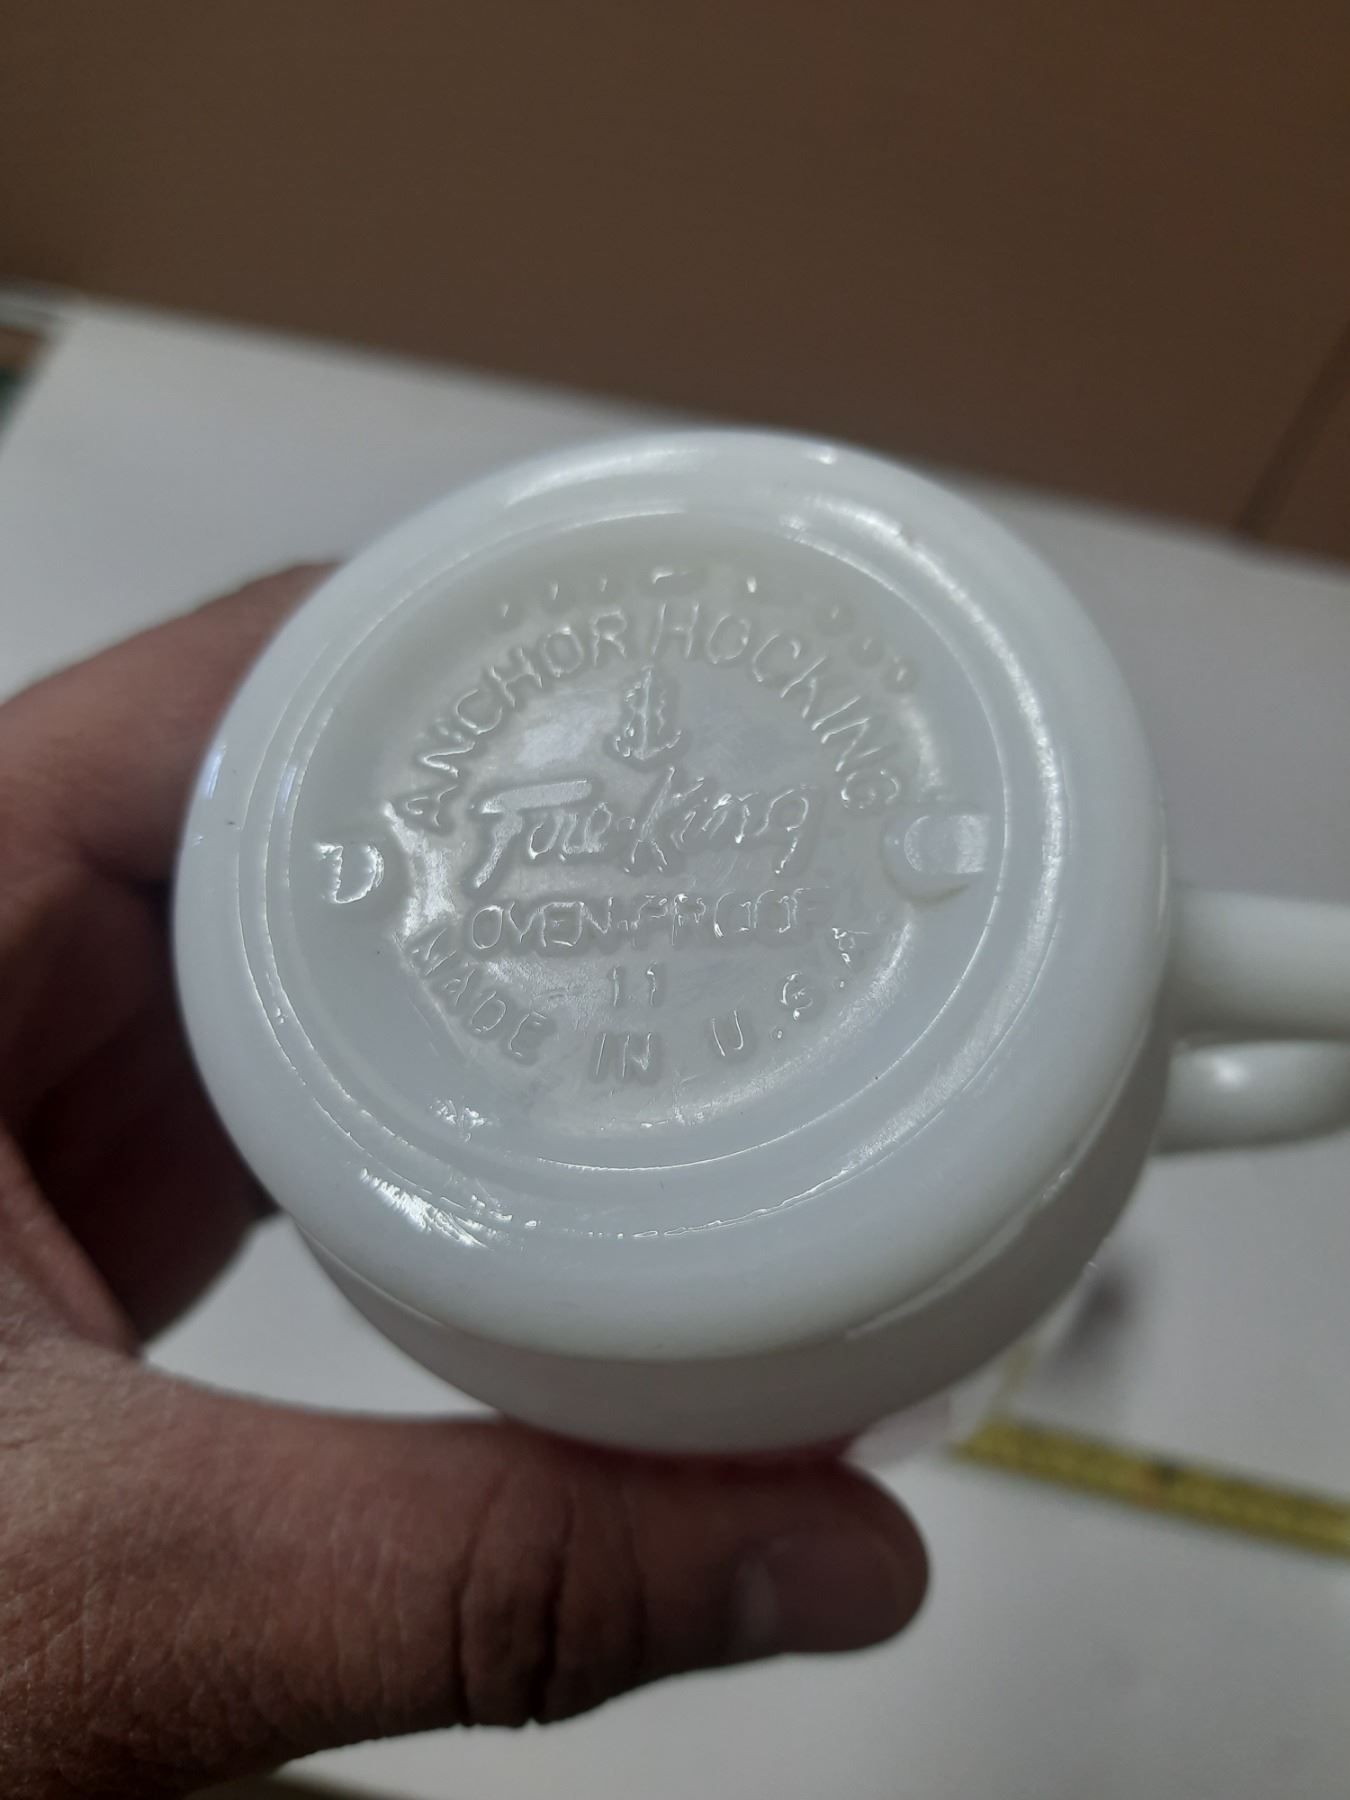 ANCHOR HOCKING
Fire-King
OVEN-PROOF
11
MADE IN U.S.A.